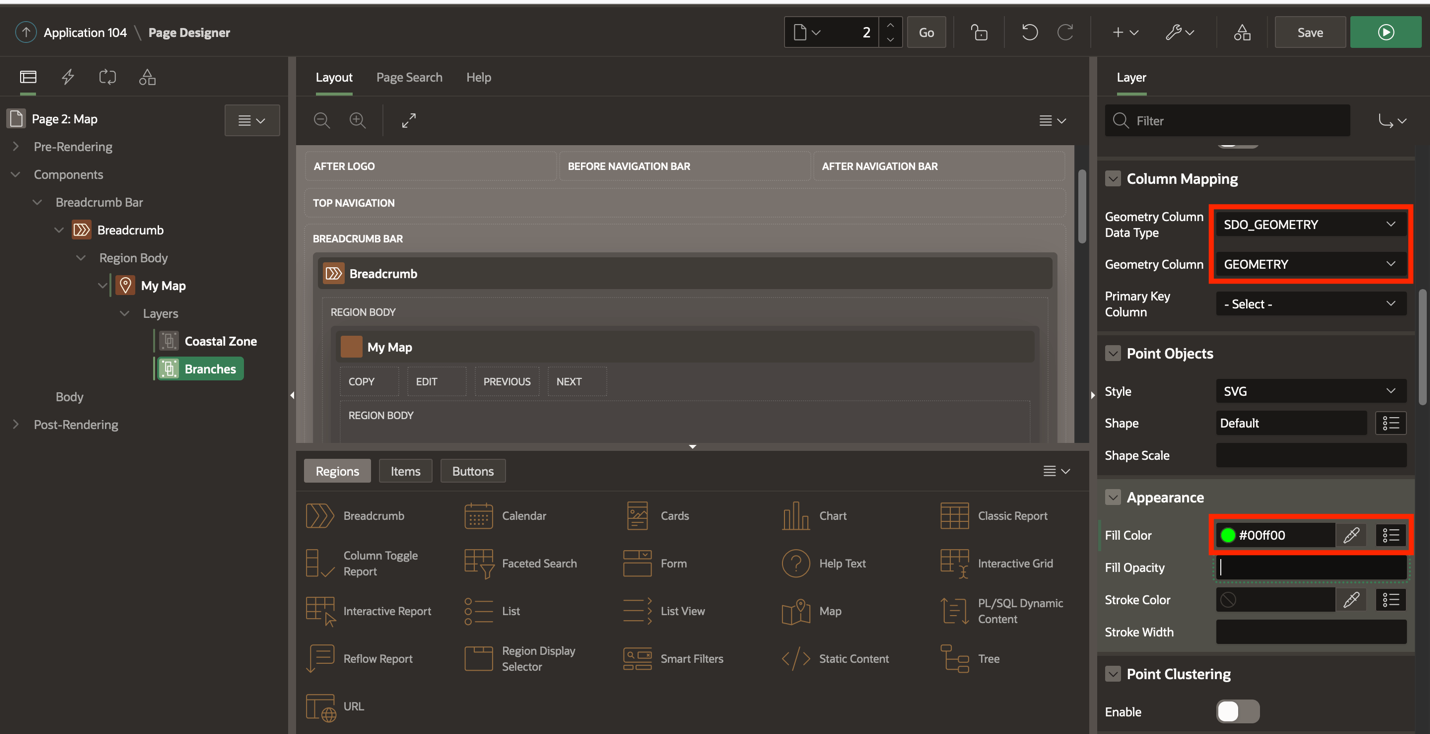 Application 104 \ Page Designer
2
Go
Save
Page 2: Map
Pre-Rendering
Components
Breadcrumb Bar
Breadcrumb
Region Body
My Map
Layers
Coastal Zone
Branches
Body
Post-Rendering
Layout Page Search Help
AFTER LOGO BEFORE NAVIGATION BAR AFTER NAVIGATION BAR
TOP NAVIGATION
BREADCRUMB BAR
Breadcrumb
REGION BODY
My Map
COPY EDIT PREVIOUS NEXT
REGION BODY
Regions Items Buttons
Breadcrumb Calendar Cards Chart Classic Report
Column Toggle
Report
Faceted Search Form Help Text Interactive Grid
Interactive Report List List View Map
PL/SQL Dynamic
Content
Reflow Report
Region Display
Selector
Smart Filters Static Content Tree
URL
Layer
Filter
Column Mapping
Geometry Column
Data Type
SDO_GEOMETRY
Geometry Column GEOMETRY
Primary Key
Column
- Select -
Point Objects
Style SVG
Shape Default
Shape Scale
Appearance
Fill Color #00ff00
Fill Opacity
Stroke Color
Stroke Width
Point Clustering
Enable